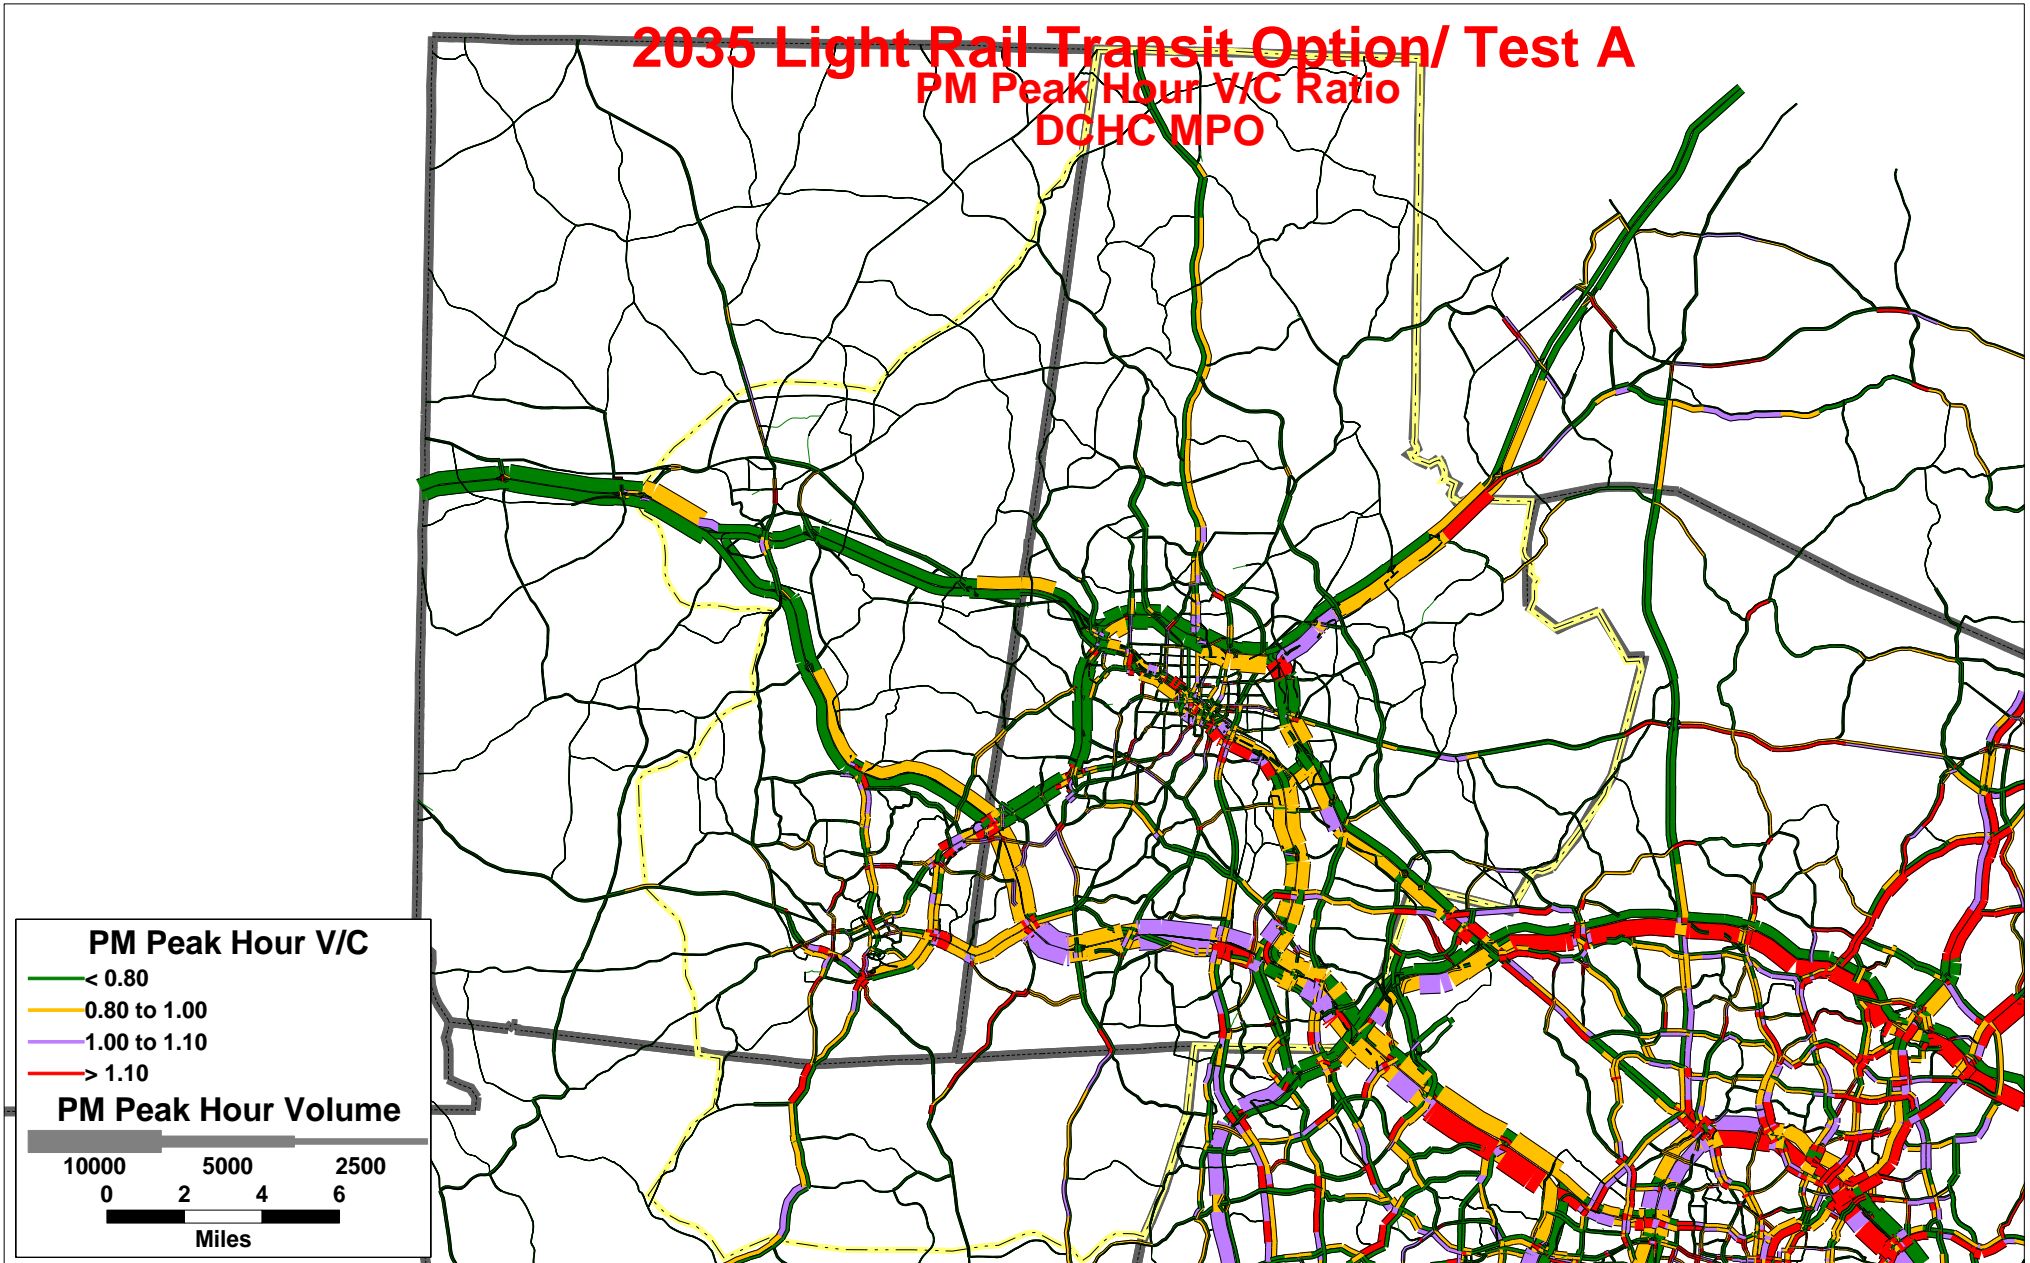 2035 Light Rail Transit Option/ Test A
PM Peak Hour V/C Ratio
DCHC MPO
PM Peak Hour V/C
< 0.80
0.80 to 1.00
1.00 to 1.10
> 1.10
PM Peak Hour Volume
10000 5000 2500
0 2 4 6
Miles